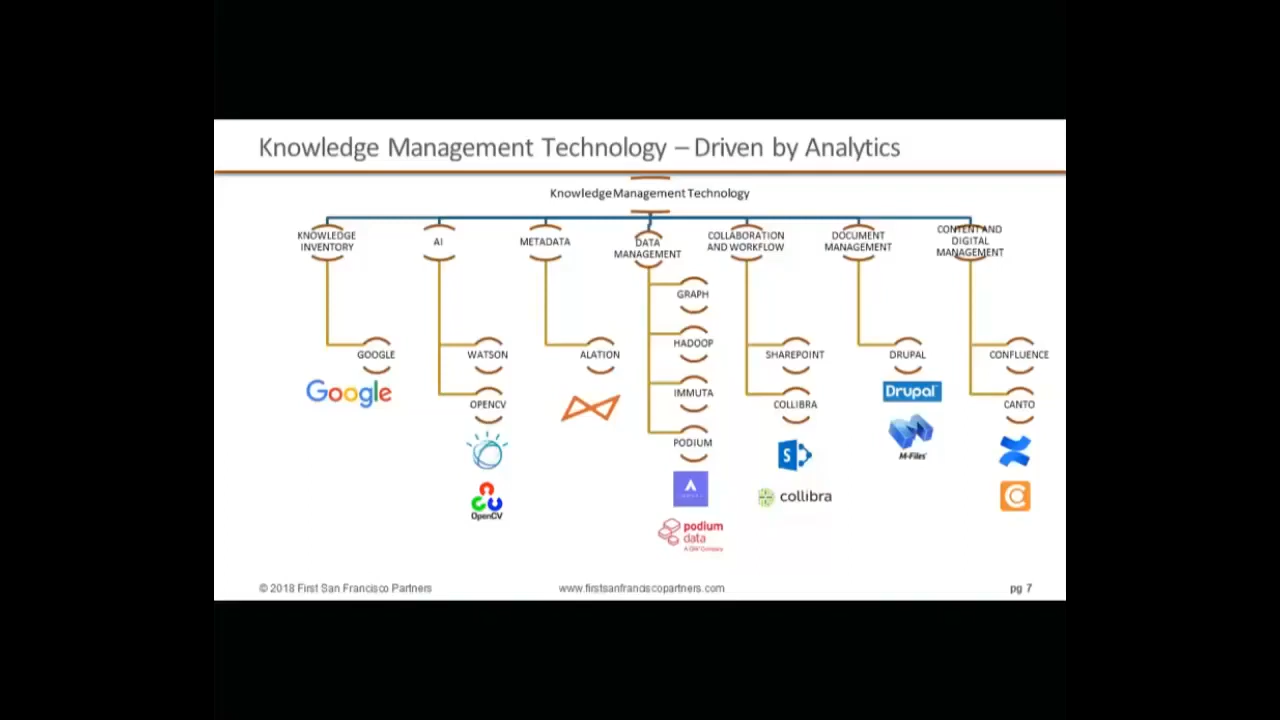 Knowledge Management Technology – Driven by Analytics
Knowledge Management Technology
KNOWLEDGE
INVENTORY
AI
METADATA
DATA
MANAGEMENT
COLLABORATION
AND WORKFLOW
DOCUMENT
MANAGEMENT
CONTENT AND
DIGITAL
MANAGEMENT
GRAPH
HADOOP
IMMUTA
PODIUM
GOOGLE
WATSON
ALATION
SHAREPOINT
DRUPAL
CONFLUENCE
OPENCV
COLLIBRA
CANTO
Google
OpenCV
podium
data
S
collibra
Drupal
M-Files
© 2018 First San Francisco Partners
www.firstsanfranciscopartners.com
pg 7